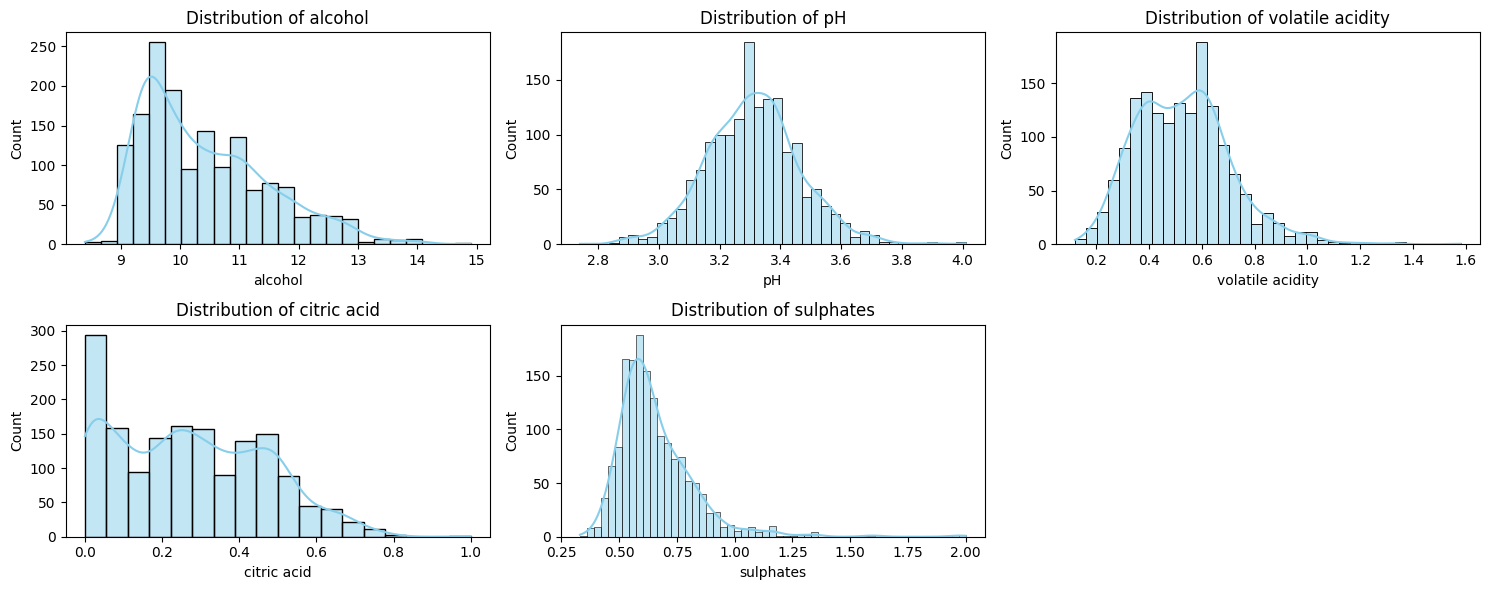 Distribution of alcohol
Count
250
200
150
100
50
0
9 10 11 12 13 14 15
alcohol
Distribution of pH
Count
150
100
50
0
2.8 3.0 3.2 3.4 3.6 3.8 4.0
pH
Distribution of volatile acidity
Count
150
100
50
0
0.2 0.4 0.6 0.8 1.0 1.2 1.4 1.6
volatile acidity
Distribution of citric acid
Count
300
250
200
150
100
50
0
0.0 0.2 0.4 0.6 0.8 1.0
citric acid
Distribution of sulphates
Count
150
100
50
0
0.25 0.50 0.75 1.00 1.25 1.50 1.75 2.00
sulphates